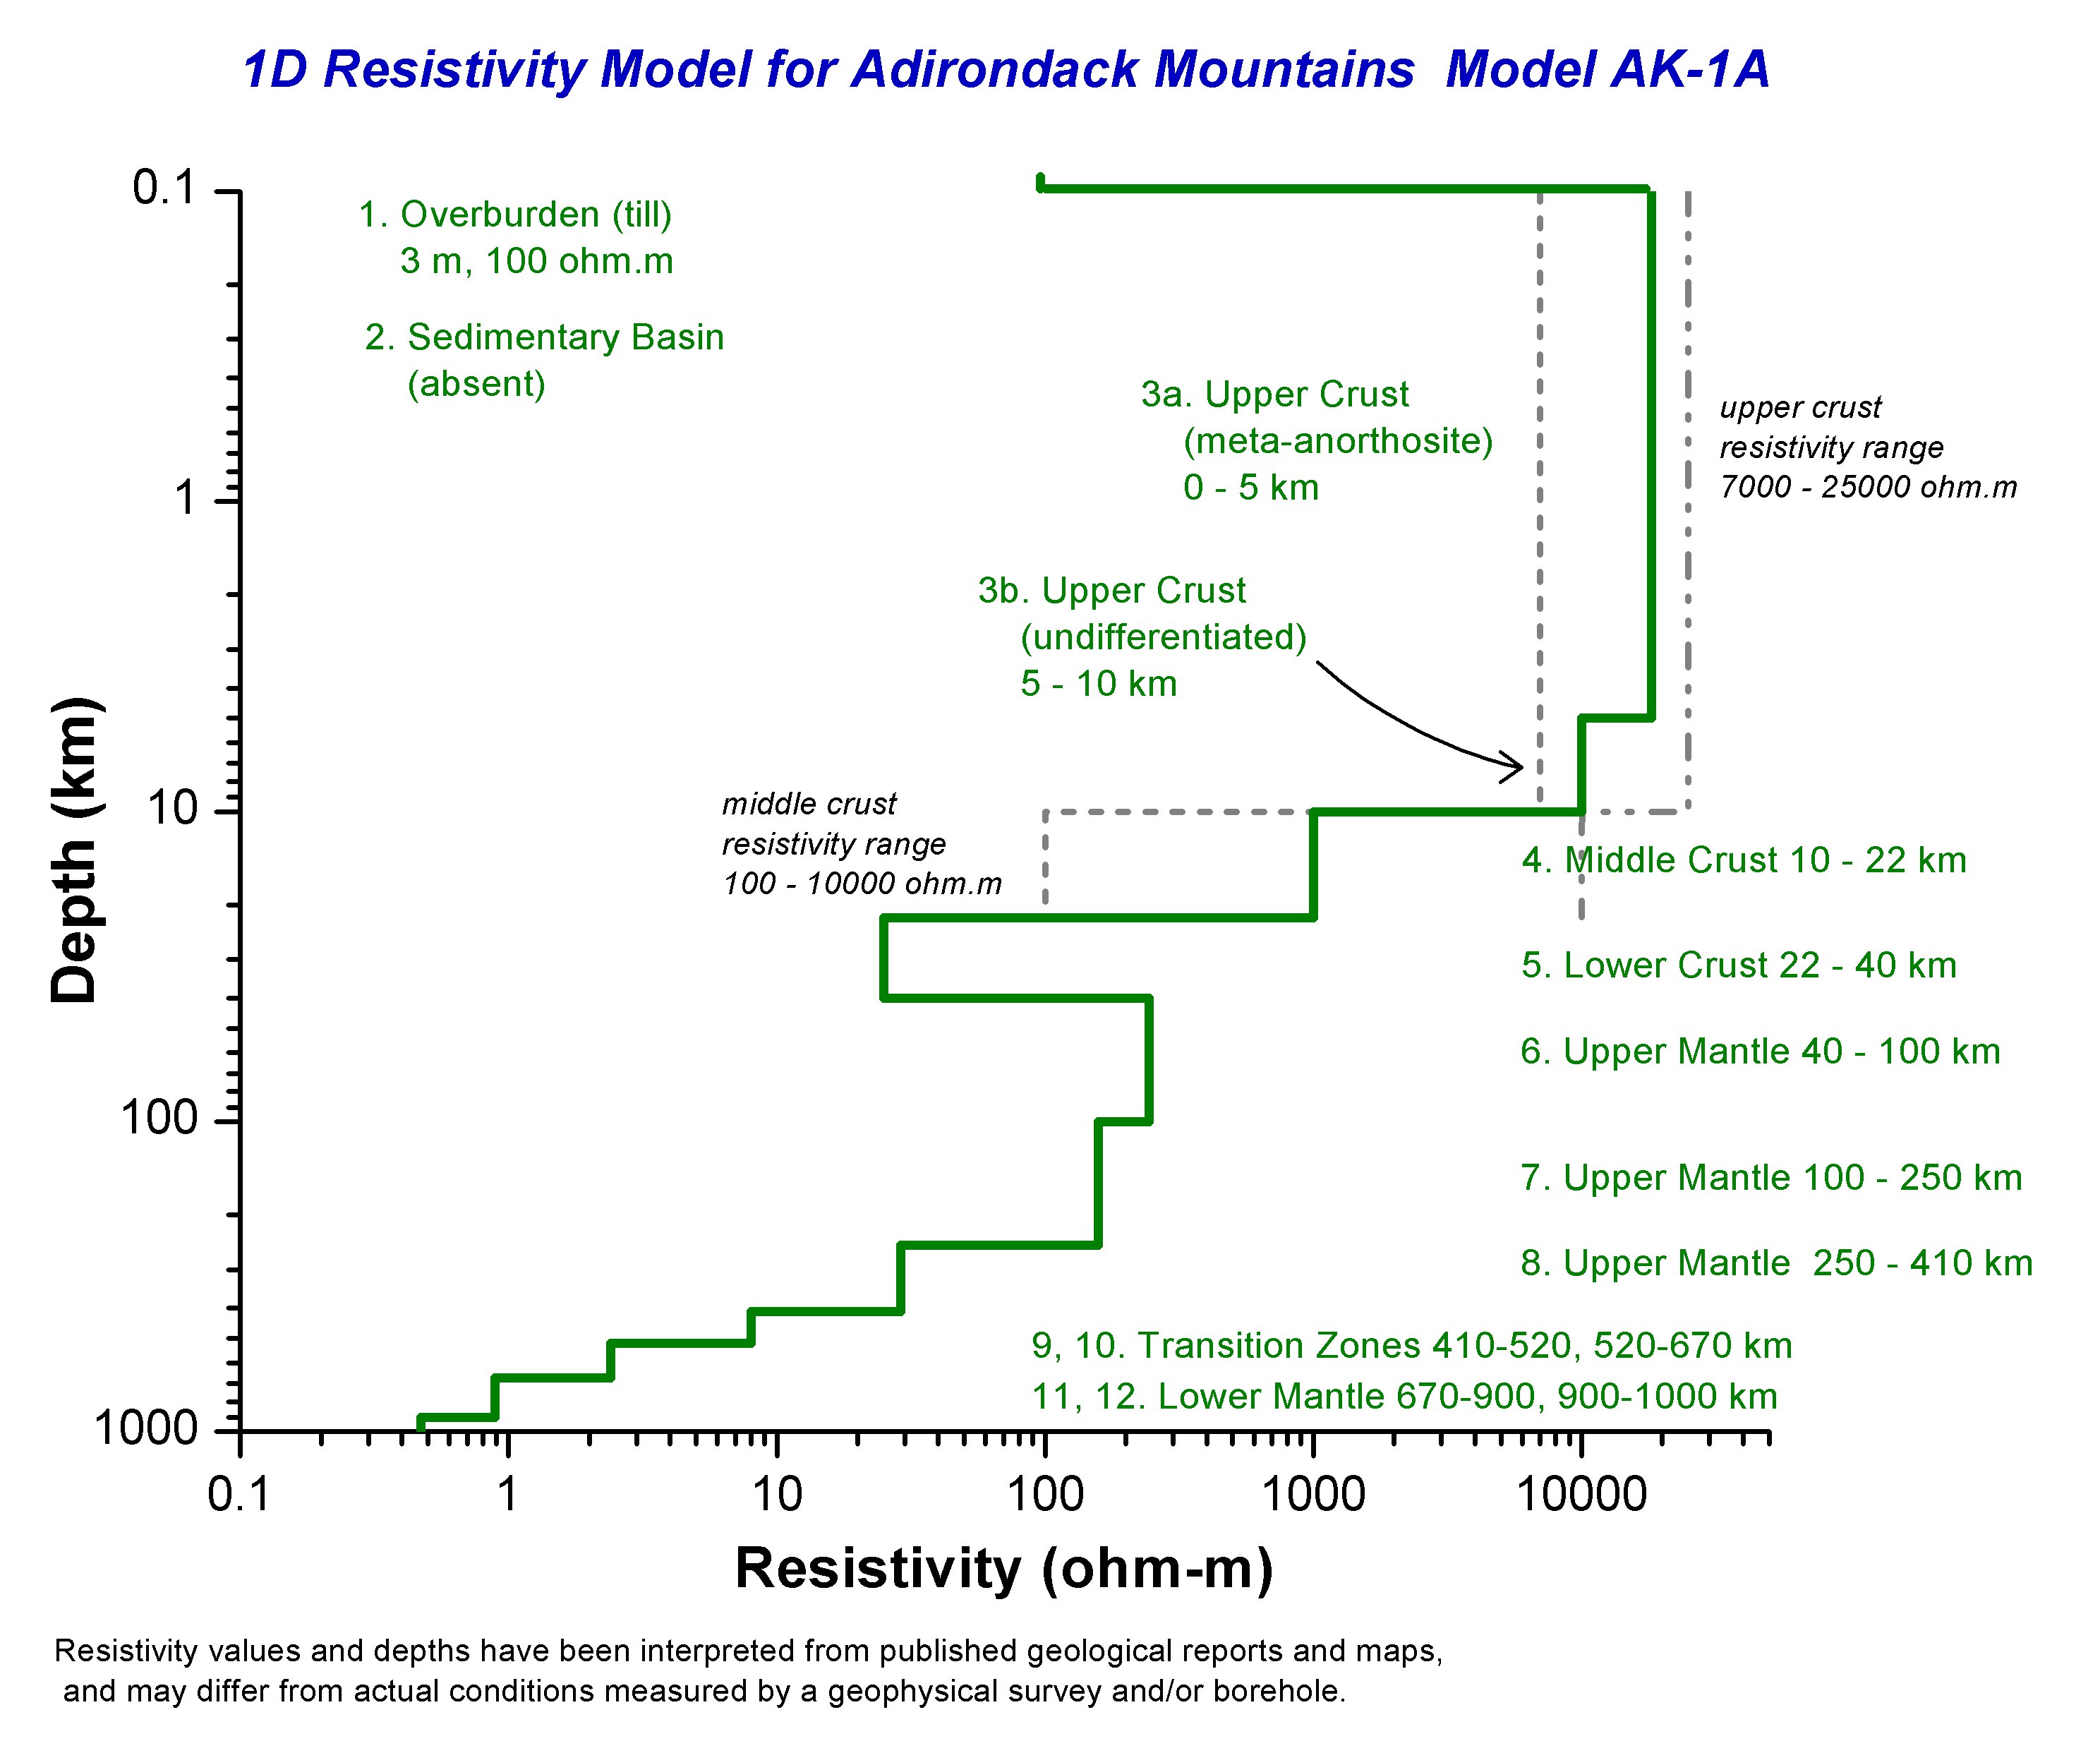 1D Resistivity Model for Adirondack Mountains  Model AK-1A
0.1
1
10
100
1000
Depth (km)
1. Overburden (till)
3 m, 100 ohm.m
2. Sedimentary Basin
(absent)
3a. Upper Crust
(meta-anorthosite)
0 - 5 km
upper crust
resistivity range
7000 - 25000 ohm.m
3b. Upper Crust
(undifferentiated)
5 - 10 km
middle crust
resistivity range
100 - 10000 ohm.m
4. Middle Crust 10 - 22 km
5. Lower Crust 22 - 40 km
6. Upper Mantle 40 - 100 km
7. Upper Mantle 100 - 250 km
8. Upper Mantle  250 - 410 km
9, 10. Transition Zones 410-520, 520-670 km
11, 12. Lower Mantle 670-900, 900-1000 km
0.1 1 10 100 1000 10000
Resistivity (ohm-m)
Resistivity values and depths have been interpreted from published geological reports and maps,
and may differ from actual conditions measured by a geophysical survey and/or borehole.